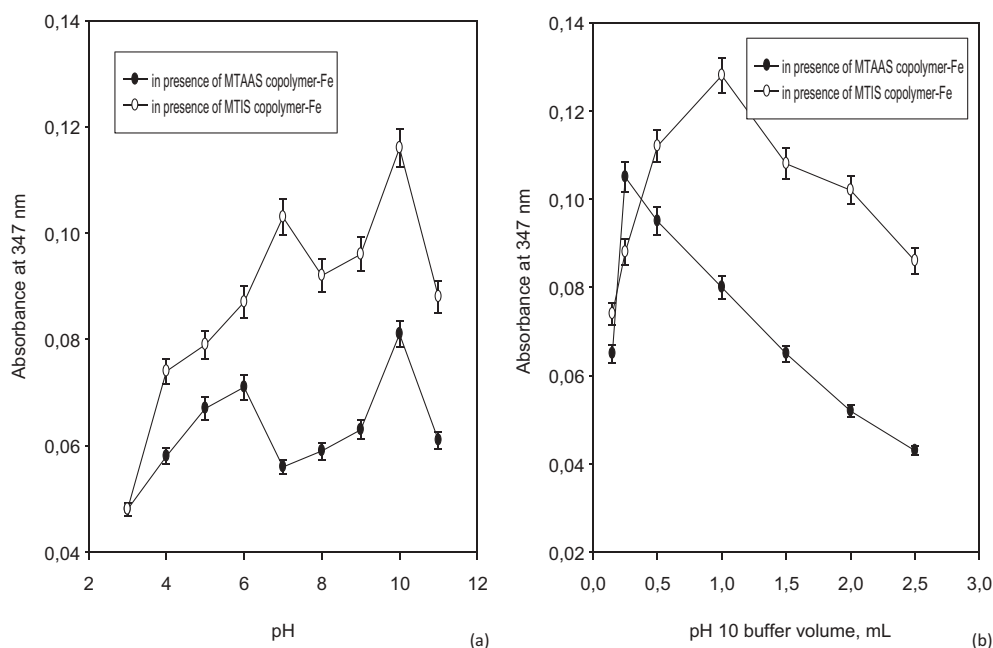 0,14
0,12
0,10
0,08
0,06
0,04
2 4 6 8 10 12
Absorbance at 347 nm
pH
(a)
in presence of MTAAS copolymer-Fe
in presence of MTIS copolymer-Fe
0,14
0,12
0,10
0,08
0,06
0,04
0,02
0,0 0,5 1,0 1,5 2,0 2,5 3,0
Absorbance at 347 nm
pH 10 buffer volume, mL
(b)
in presence of MTAAS copolymer-Fe
in presence of MTIS copolymer-Fe